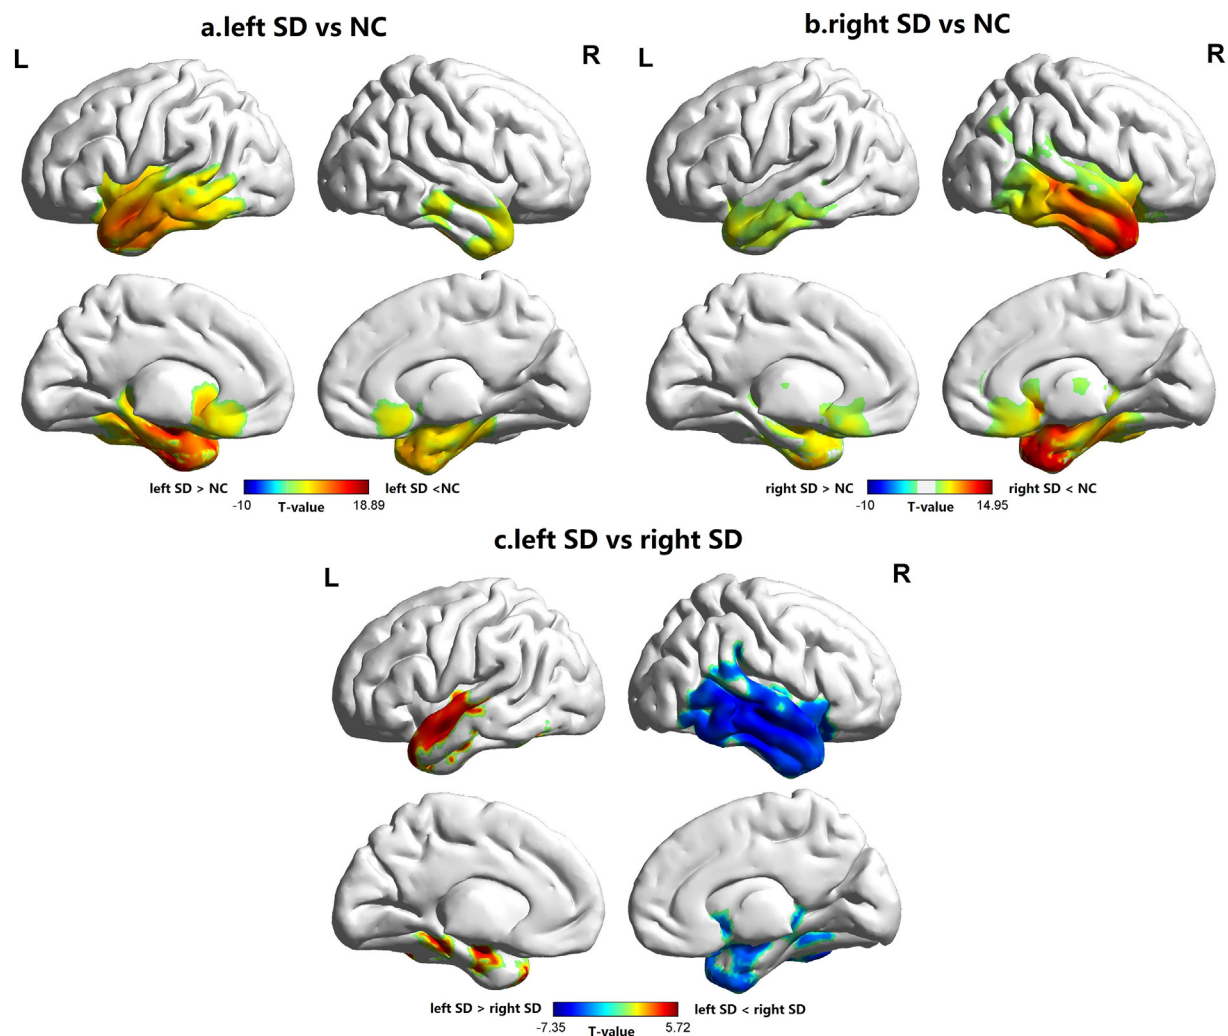 a.left SD vs NC
L
R
left SD > NC
left SD <NC
-10
T-value
18.89
b.right SD vs NC
L
R
right SD > NC
right SD < NC
-10
T-value
14.95
c.left SD vs right SD
L
R
left SD > right SD
left SD < right SD
-7.35
T-value
5.72